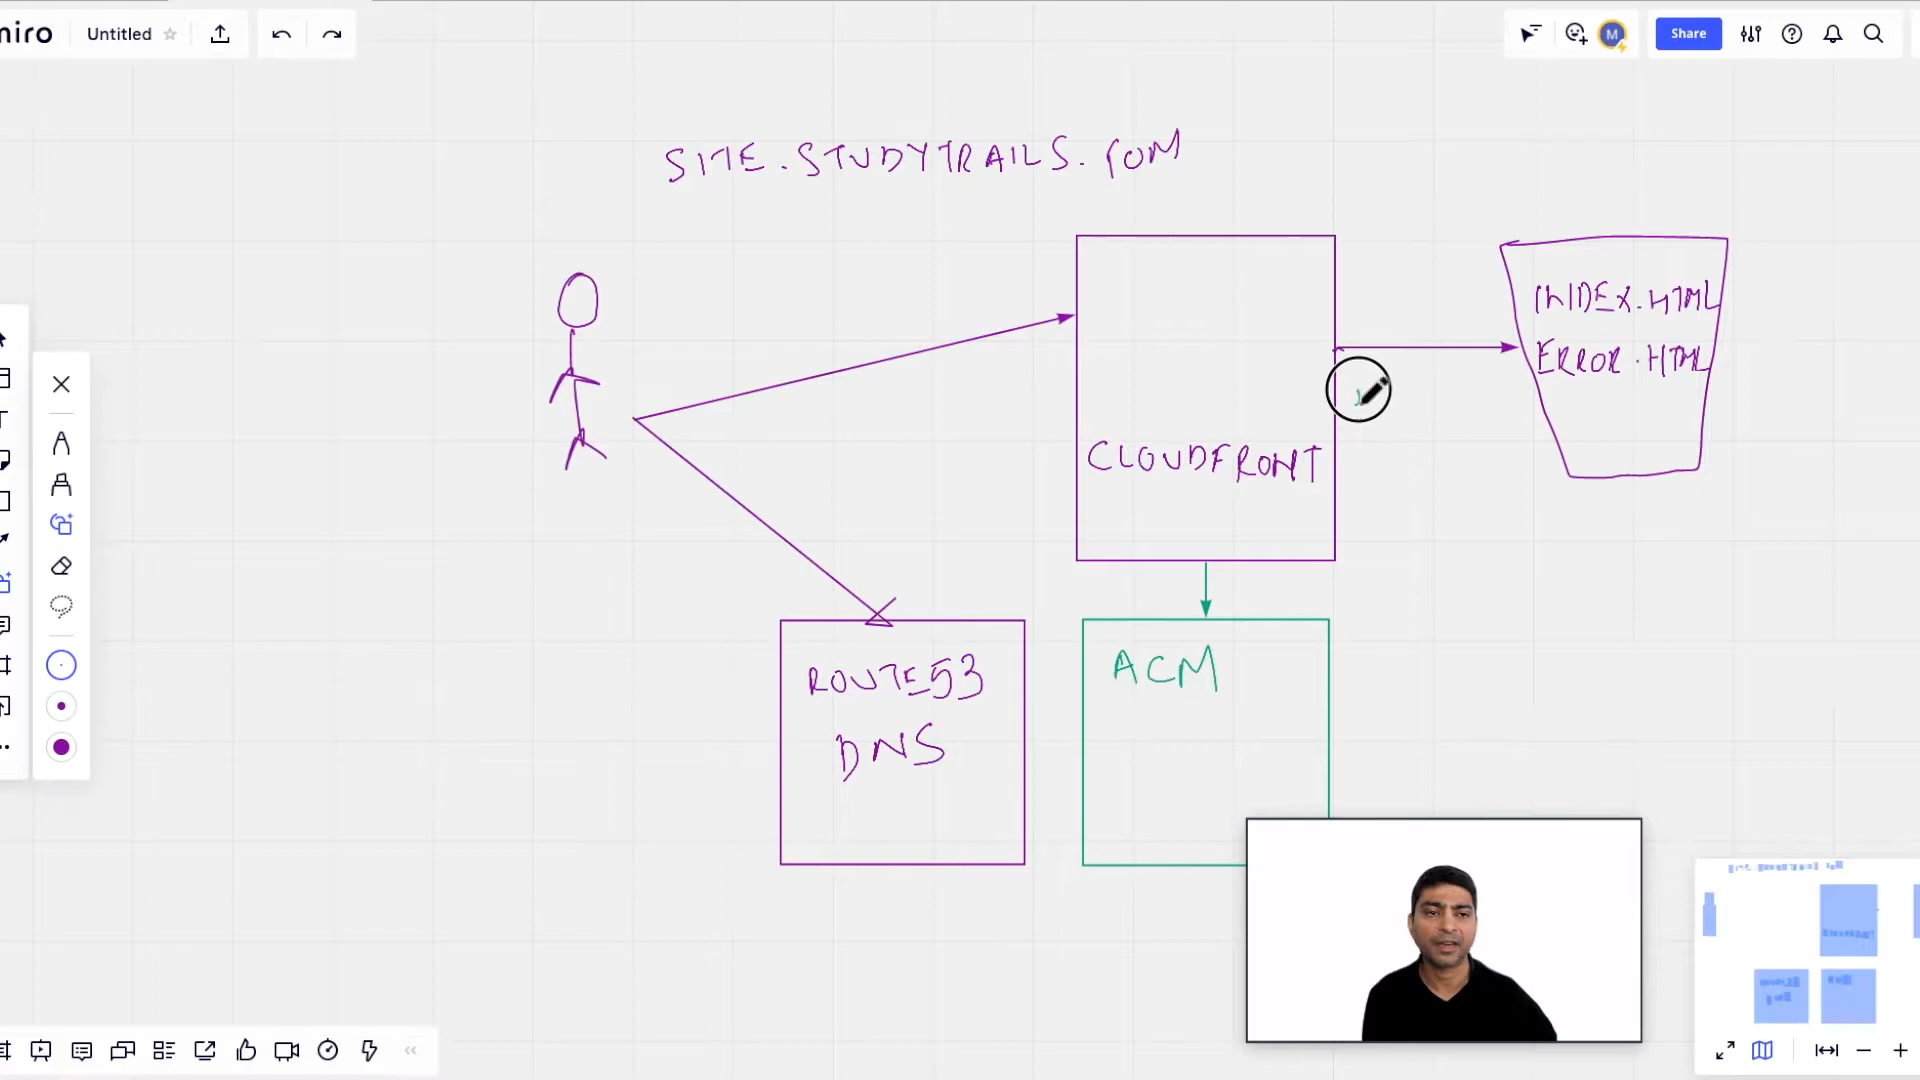 miro
Untitled
M
Share
SITE.STUDYTRAILS.COM
INDEX.HTML
ERROR.HTML
CLOUDFRONT
ROUTE53
DNS
ACM